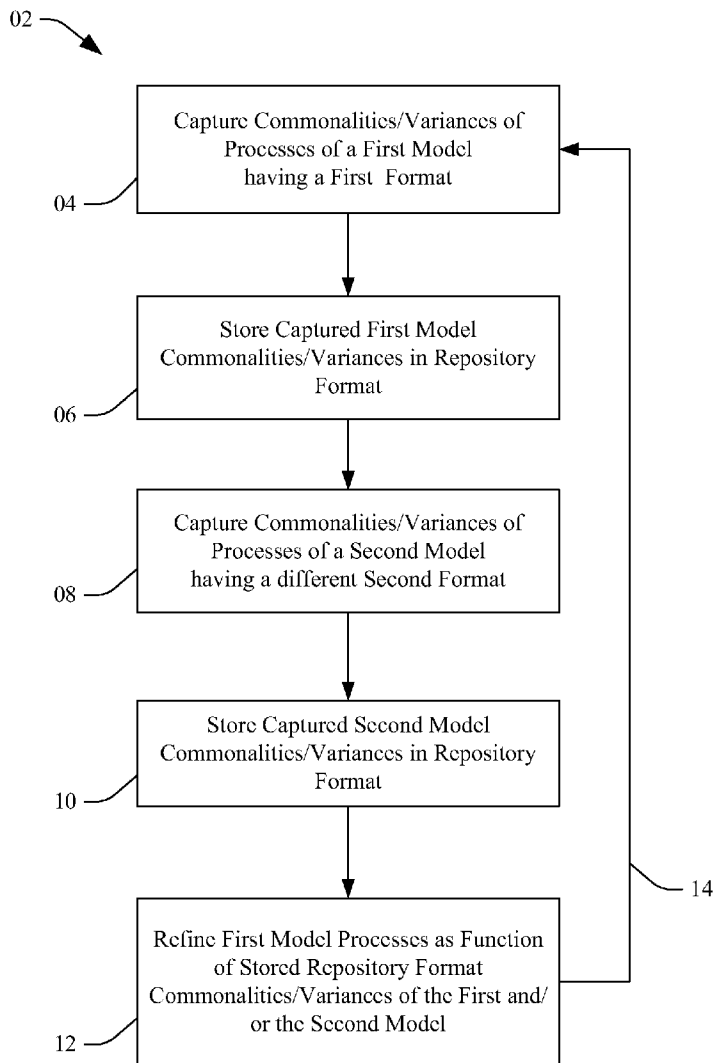 02
Capture Commonalities/Variances of
Processes of a First Model
having a First Format
04
Store Captured First Model
Commonalities/Variances in Repository
Format
06
Capture Commonalities/Variances of
Processes of a Second Model
having a different Second Format
08
Store Captured Second Model
Commonalities/Variances in Repository
Format
10
14
Refine First Model Processes as Function
of Stored Repository Format
Commonalities/Variances of the First and/
or the Second Model
12